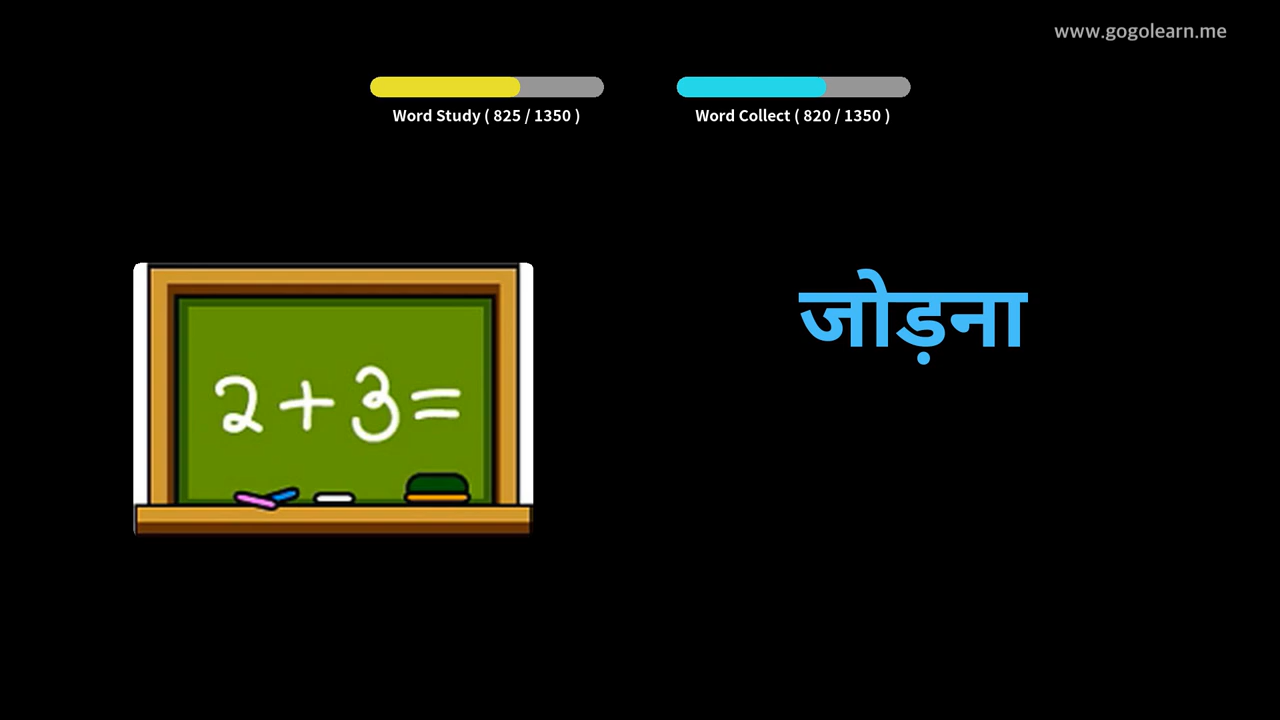 www.gogolearn.me
Word Study ( 825 / 1350 )
Word Collect ( 820 / 1350 )
जोड़ना
2+3=